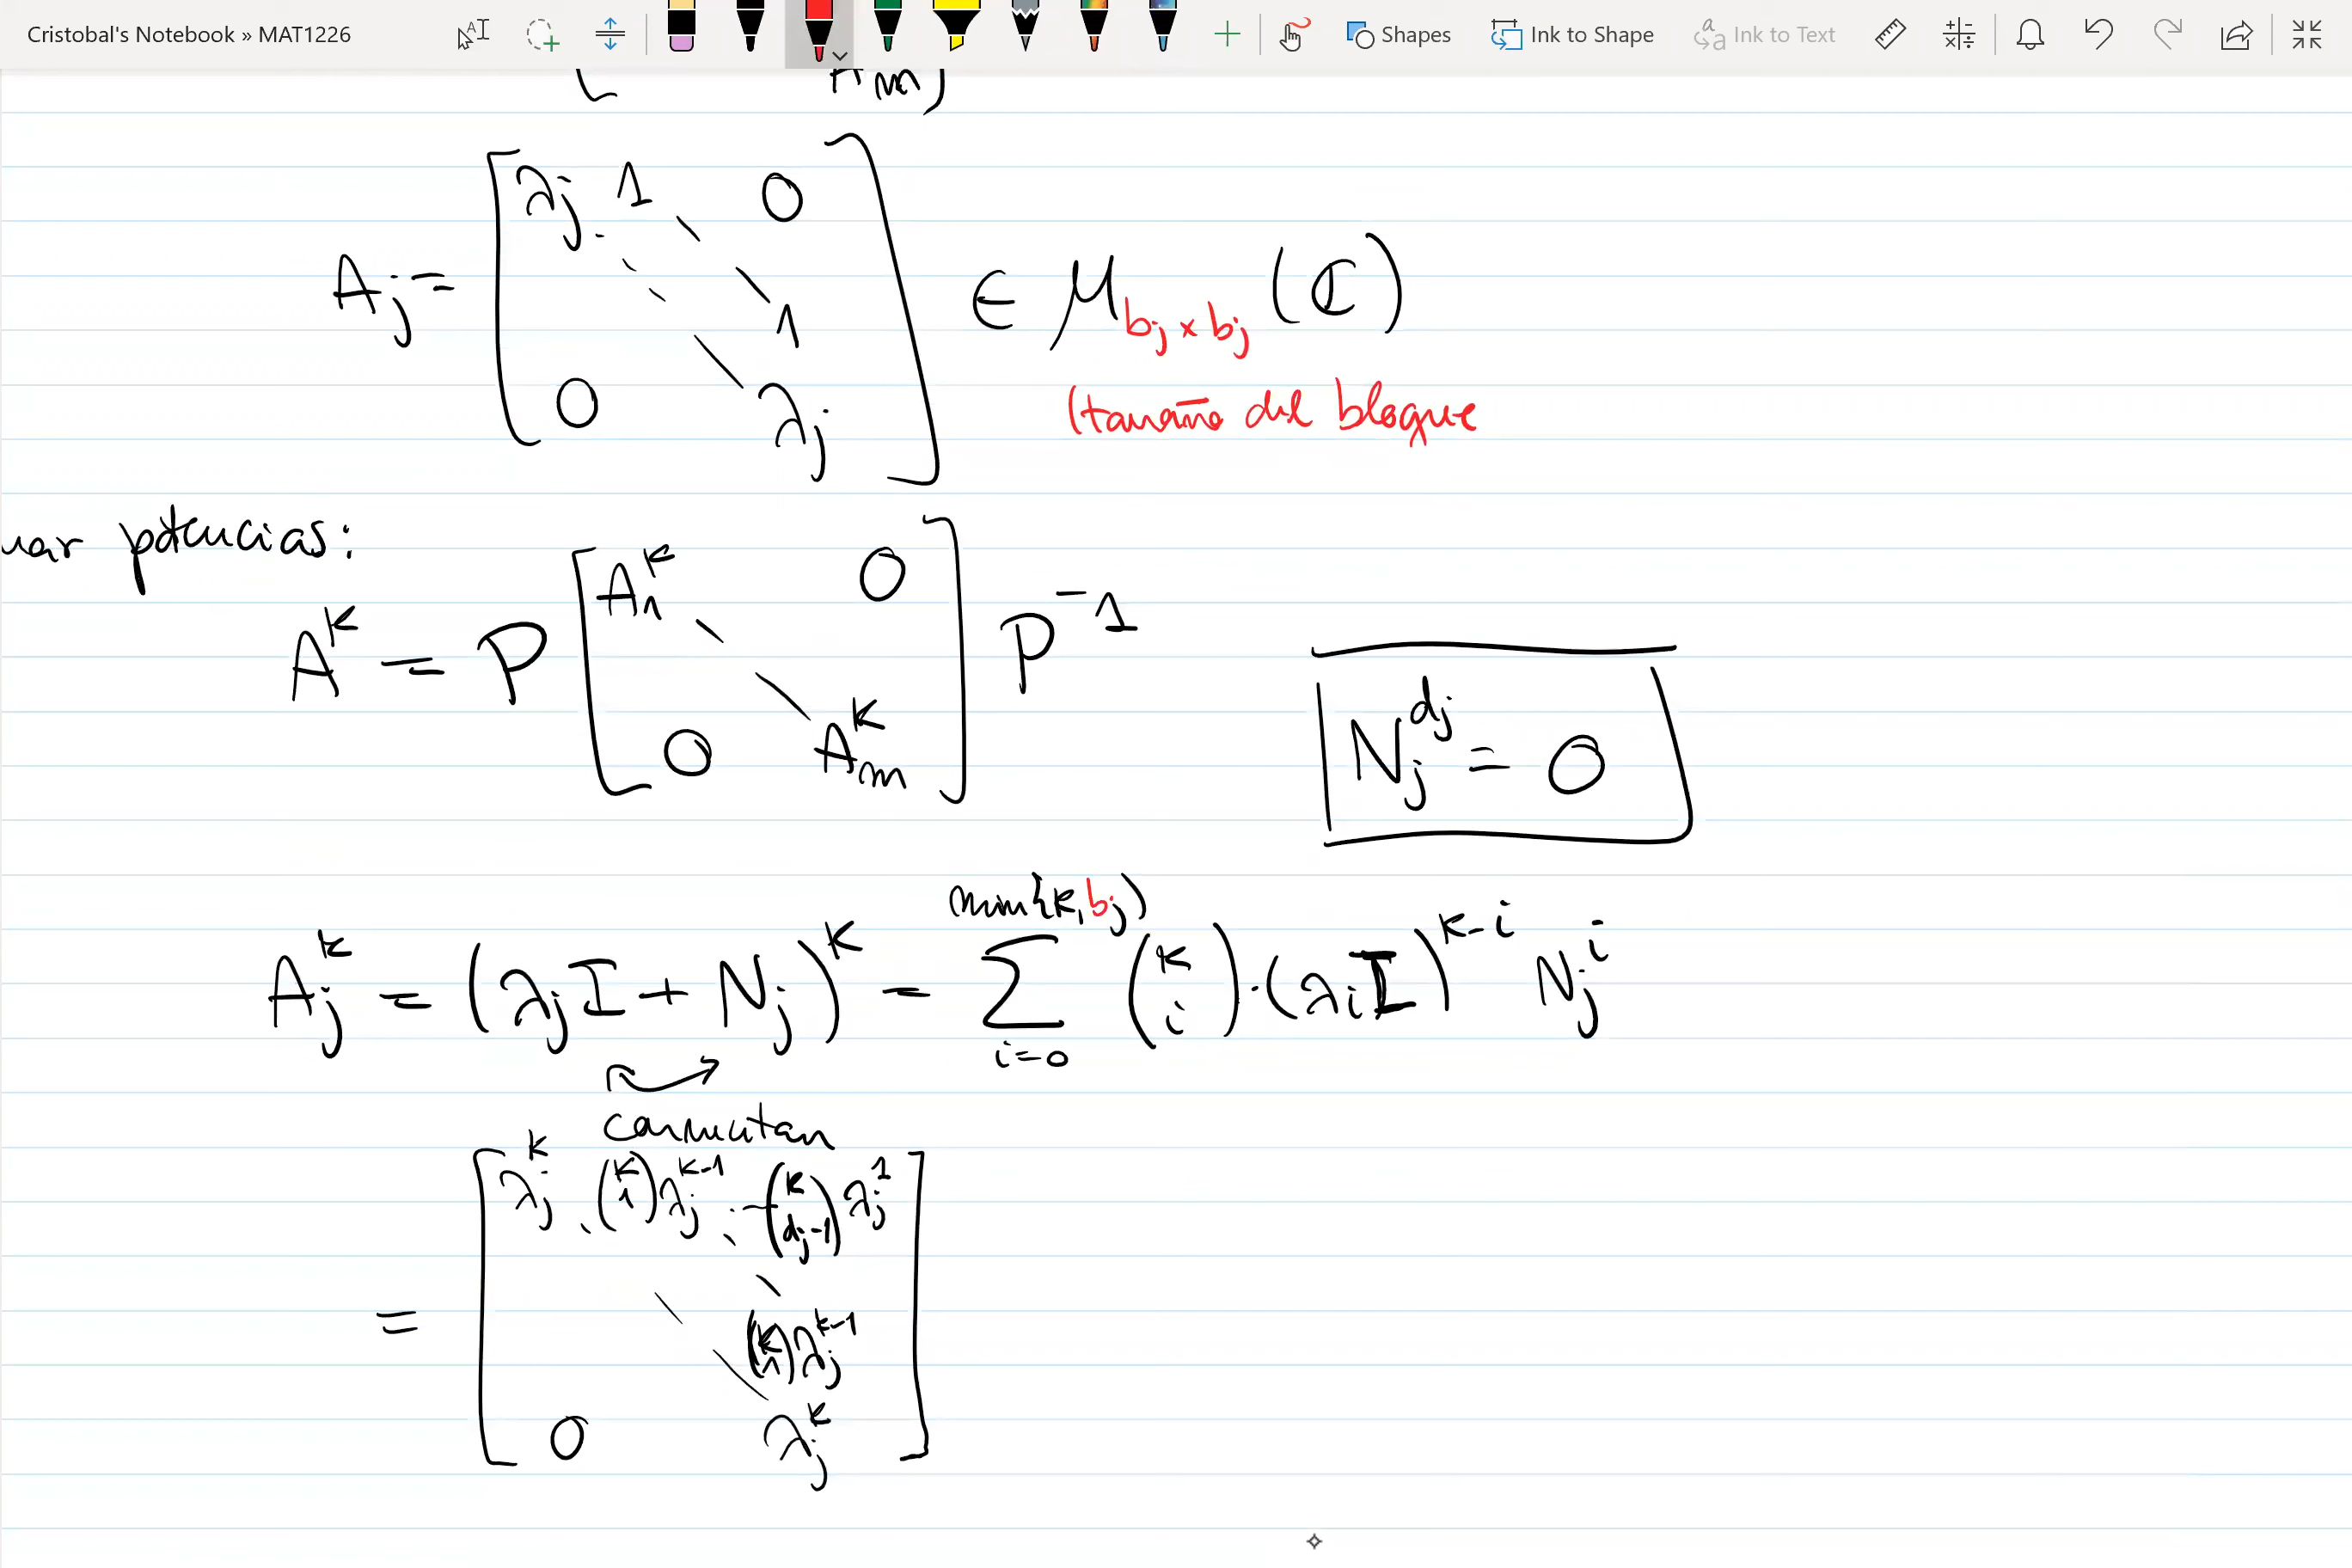 Cristobal's Notebook » MAT1226
Shapes Ink to Shape Ink to Text
A_m
A_j = [ λ_j 1 0 ⋱ ⋱ 1 0 λ_j ] ∈ M_{b_j × b_j} (ℂ)
(tamaño del bloque
uar potencias:
A^k = P [ A_1^k 0 ⋱ 0 A_m^k ] P^{-1}
N_j^{d_j} = 0
A_j^k = (λ_j I + N_j)^k = ∑_{i=0}^{min{k, b_j}} (k i) · (λ_i I)^{k-i} N_j^i
conmutan
= [ λ_j^k (k 1) λ_j^{k-1} ⋯ (k d_j-1) λ_j^1 ⋱ (k 1) λ_j^{k-1} 0 λ_j^k ]